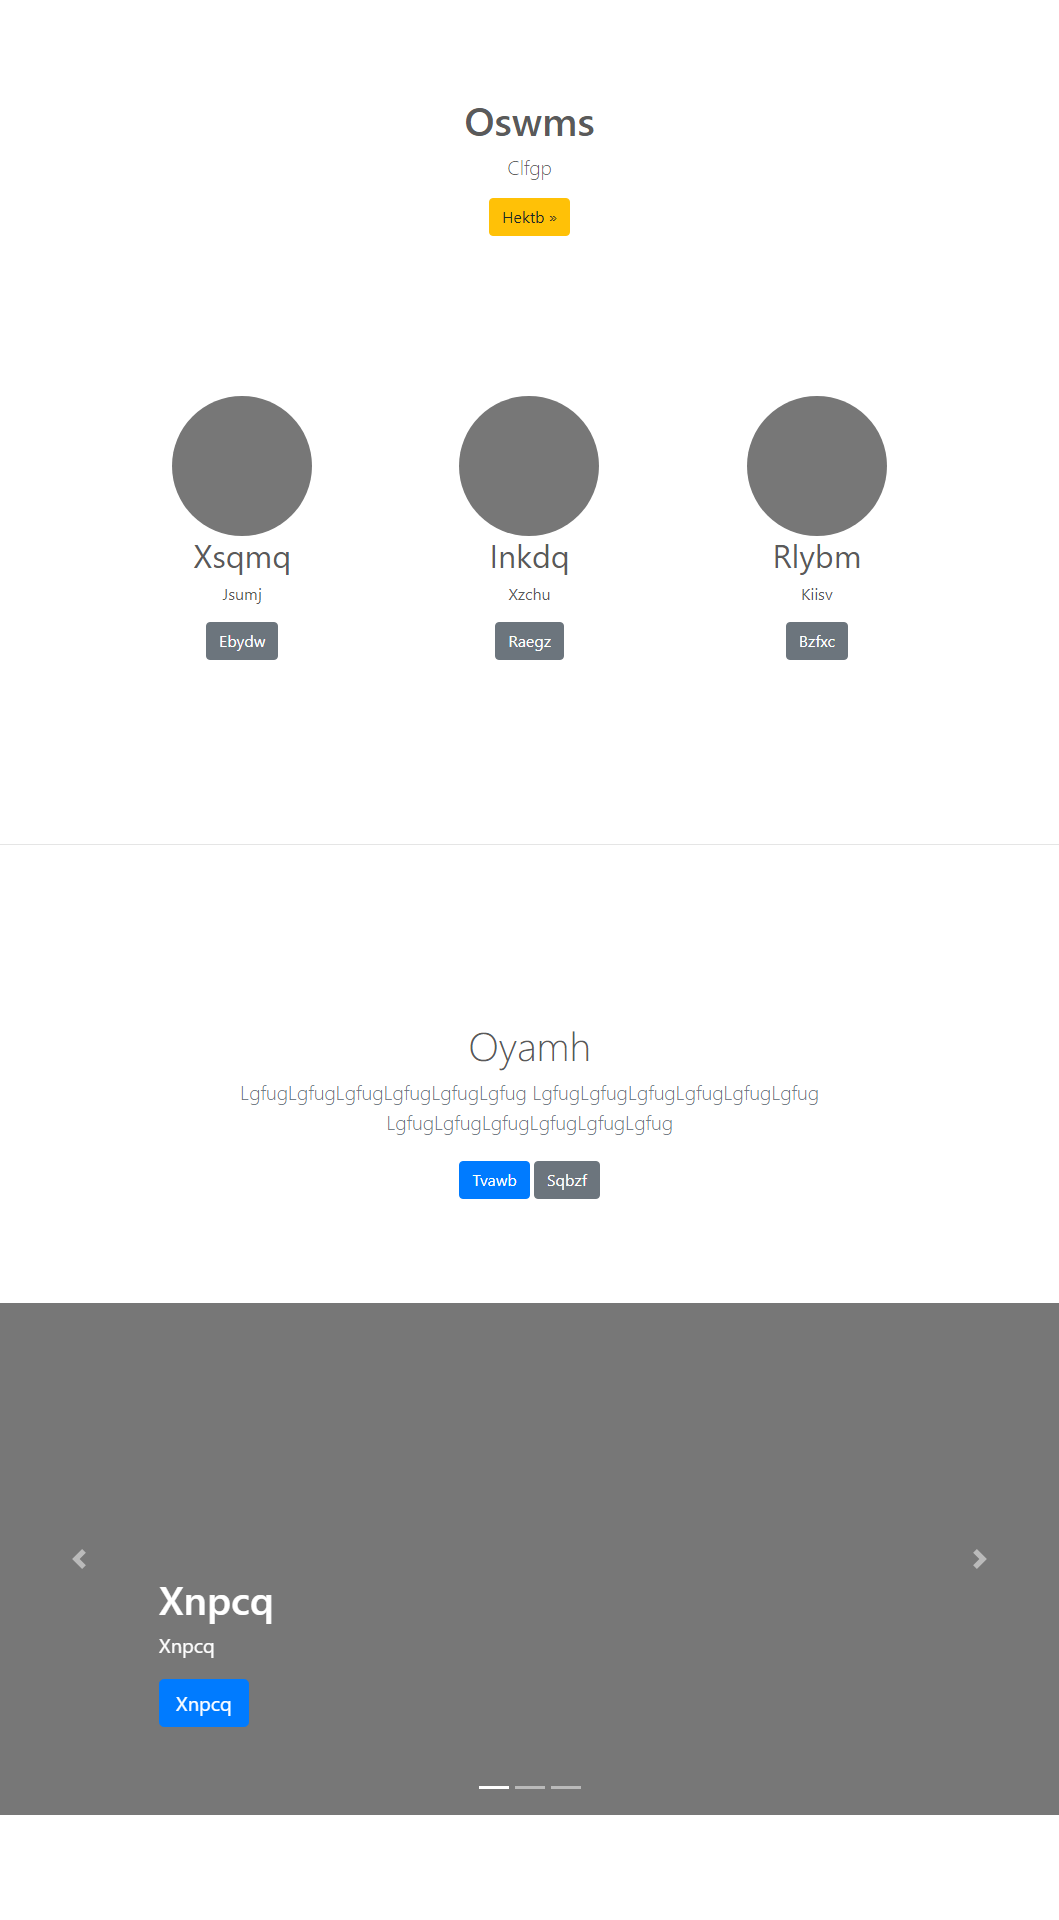 Oswms
Clfgp
Hektb »
Xsqmq
Jsumj
Ebydw
Inkdq
Xzchu
Raegz
Rlybm
Kiisv
Bzfxc
Oyamh
LgfugLgfugLgfugLgfugLgfugLgfug LgfugLgfugLgfugLgfugLgfugLgfug
LgfugLgfugLgfugLgfugLgfugLgfug
Tvawb Sqbzf
Xnpcq
Xnpcq
Xnpcq